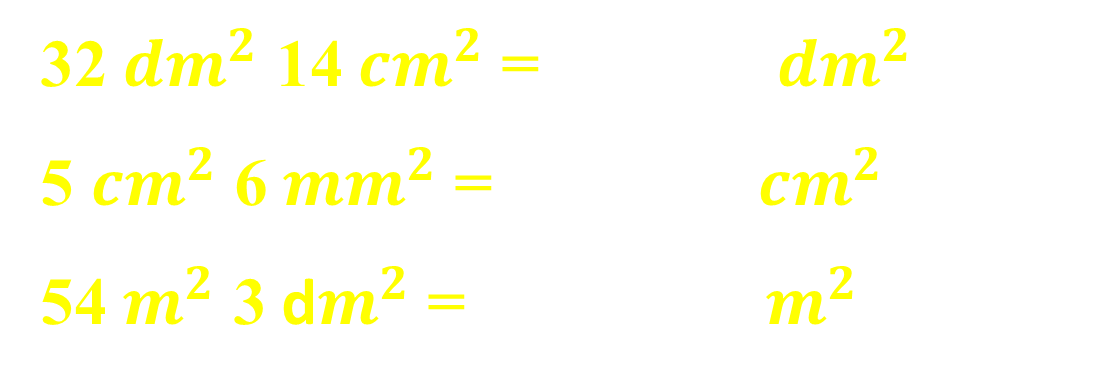 32 dm² 14 cm² = dm²
5 cm² 6 mm² = cm²
54 m² 3 dm² = m²